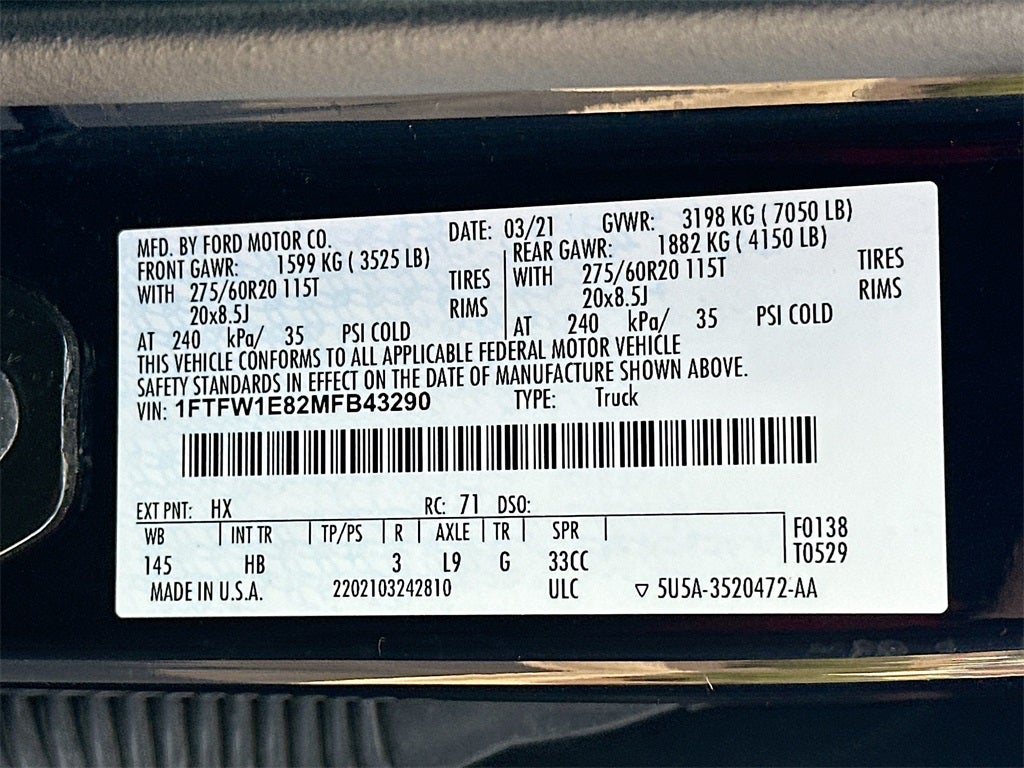 MFD. BY FORD MOTOR CO. DATE: 03/21 GVWR: 3198 KG ( 7050 LB)
FRONT GAWR: 1599 KG ( 3525 LB) REAR GAWR: 1882 KG ( 4150 LB)
WITH 275/60R20 115T TIRES WITH 275/60R20 115T TIRES
20x8.5J RIMS 20x8.5J RIMS
AT 240 kPa/ 35 PSI COLD AT 240 kPa/ 35 PSI COLD
THIS VEHICLE CONFORMS TO ALL APPLICABLE FEDERAL MOTOR VEHICLE
SAFETY STANDARDS IN EFFECT ON THE DATE OF MANUFACTURE SHOWN ABOVE.
VIN: 1FTFW1E82MFB43290 TYPE: Truck
EXT PNT: HX RC: 71 DSO:
WB INT TR TP/PS R AXLE TR SPR F0138
145 HB 3 L9 G 33CC T0529
MADE IN U.S.A. 2202103242810 ULC ▽ 5U5A-3520472-AA